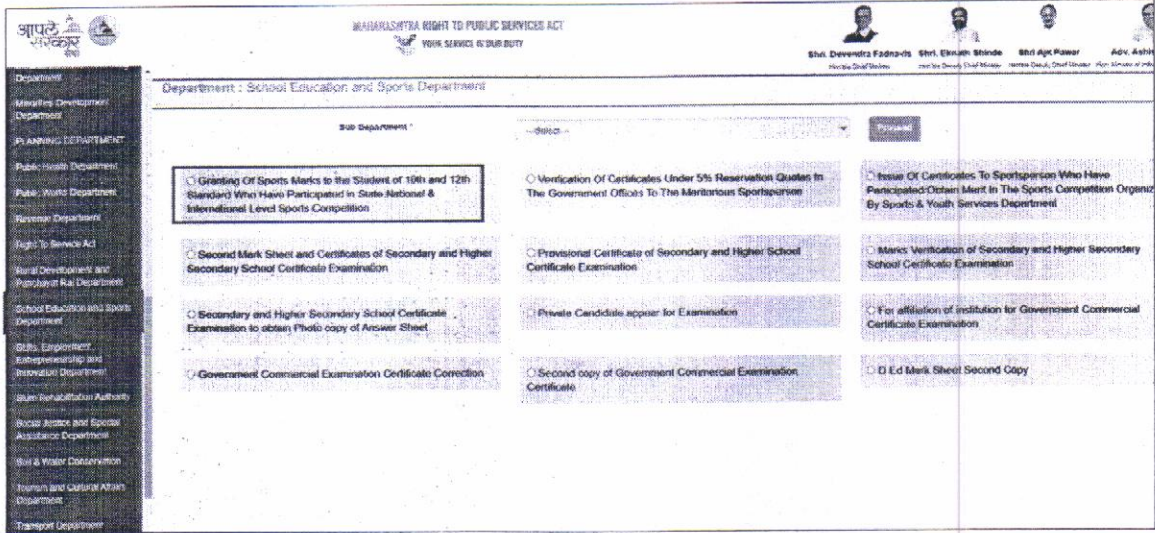 आपले
सरकार
MAHARASHTRA RIGHT TO PUBLIC SERVICES ACT
YOUR SERVICE IS OUR DUTY
Shri. Devendra Fadnavis
Shri. Eknath Shinde
Shri Ajit Pawar
Adv. Ashi
Department : School Education and Sports Department
Department
Minorities Development
Department
PLANNING DEPARTMENT
Public Health Department
Public Works Department
Revenue Department
Right To Service Act
Rural Development and
Panchayat Raj Department
School Education and Sports
Department
Skills, Employment,
Entrepreneurship and
Innovation Department
Slum Rehabilitation Authority
Social Justice and Special
Assistance Department
Soil & Water Conservation
Tourism and Cultural Affairs
Department
Transport Department
Sub Department *
--Select --
Proceed
Granting Of Sports Marks to the Student of 10th and 12th
Standard Who Have Participated in State National &
International Level Sports Competition
Verification Of Certificates Under 5% Reservation Quotas In
The Government Offices To The Meritorious Sportsperson
Issue Of Certificates To Sportsperson Who Have
Participated/Obtain Merit In The Sports Competition Organiz
By Sports & Youth Services Department
Second Mark Sheet and Certificates of Secondary and Higher
Secondary School Certificate Examination
Provisional Certificate of Secondary and Higher School
Certificate Examination
Marks Verification of Secondary and Higher Secondary
School Certificate Examination
Secondary and Higher Secondary School Certificate
Examination to obtain Photo copy of Answer Sheet
Private Candidate appear for Examination
For affiliation of institution for Government Commercial
Certificate Examination
Government Commercial Examination Certificate Correction
Second copy of Government Commercial Examination
Certificate
D Ed Mark Sheet Second Copy